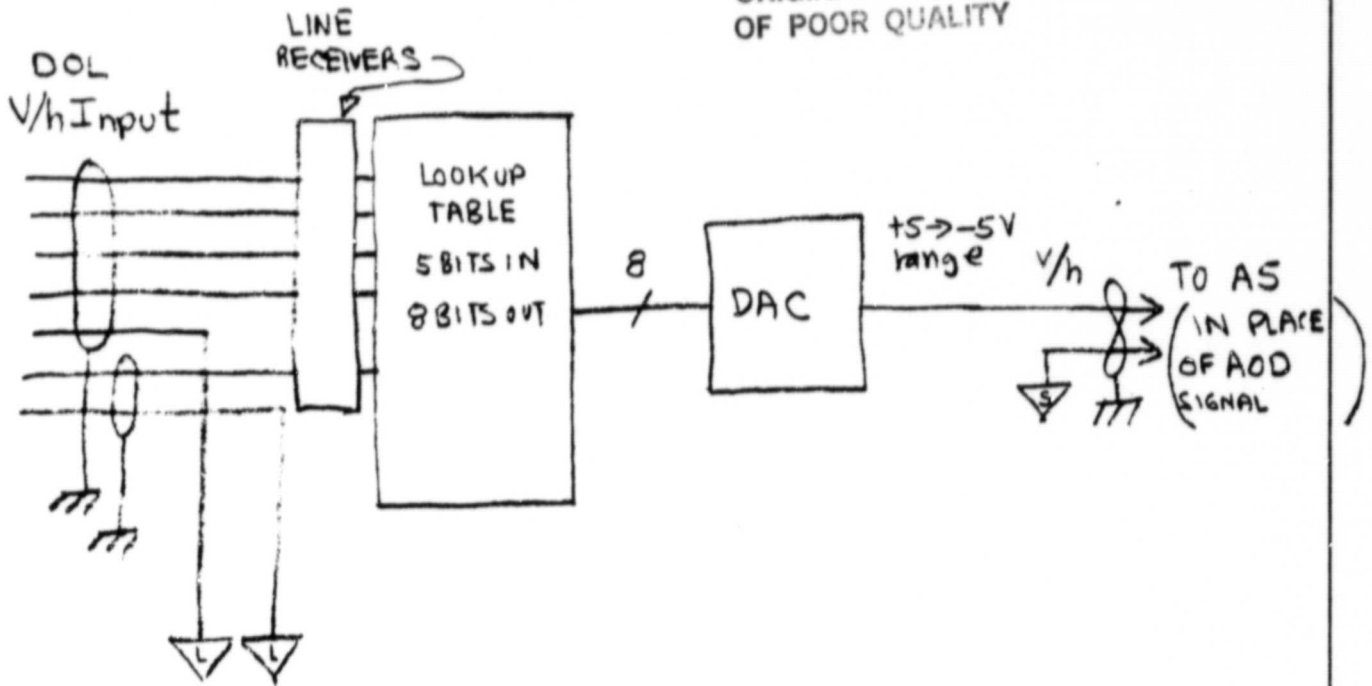 OF POOR QUALITY
LINE
RECEIVERS
DOL
V/h Input
LOOKUP
TABLE
5 BITS IN
8 BITS OUT
8
DAC
+5→-5V
range
V/h
TO AS
(IN PLACE
OF AOD
SIGNAL)
S
L
L